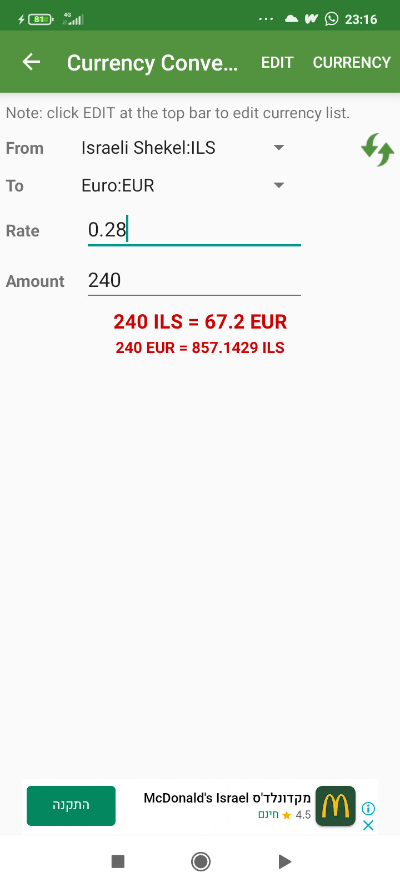 81 4G ... 23:16
Currency Conve... EDIT CURRENCY
Note: click EDIT at the top bar to edit currency list.
From Israeli Shekel:ILS
To Euro:EUR
Rate 0.28
Amount 240
240 ILS = 67.2 EUR
240 EUR = 857.1429 ILS
התקנה
מקדונלד'ס McDonald's Israel
4.5 ★ חינם